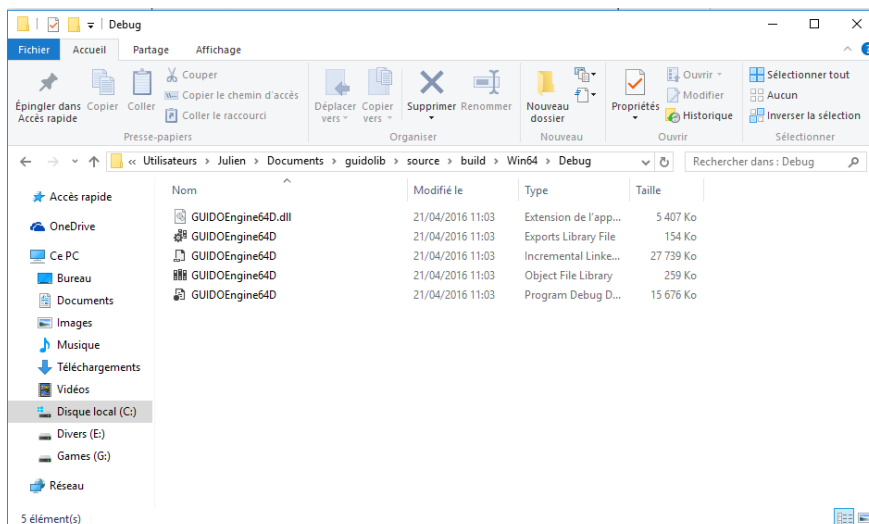 Debug
Fichier Accueil Partage Affichage
Épingler dans Accès rapide
Copier
Coller
Couper
Copier le chemin d'accès
Coller le raccourci
Presse-papiers
Déplacer vers
Copier vers
Supprimer
Renommer
Organiser
Nouveau dossier
Nouveau
Propriétés
Ouvrir
Modifier
Historique
Ouvrir
Sélectionner tout
Aucun
Inverser la sélection
Sélectionner
« Utilisateurs > Julien > Documents > guidolib > source > build > Win64 > Debug
Rechercher dans : Debug
Accès rapide
OneDrive
Ce PC
Bureau
Documents
Images
Musique
Téléchargements
Vidéos
Disque local (C:)
Divers (E:)
Games (G:)
Réseau
Nom Modifié le Type Taille
GUIDOEngine64D.dll 21/04/2016 11:03 Extension de l'app... 5 407 Ko
GUIDOEngine64D 21/04/2016 11:03 Exports Library File 154 Ko
GUIDOEngine64D 21/04/2016 11:03 Incremental Linke... 27 739 Ko
GUIDOEngine64D 21/04/2016 11:03 Object File Library 259 Ko
GUIDOEngine64D 21/04/2016 11:03 Program Debug D... 15 676 Ko
5 élément(s)